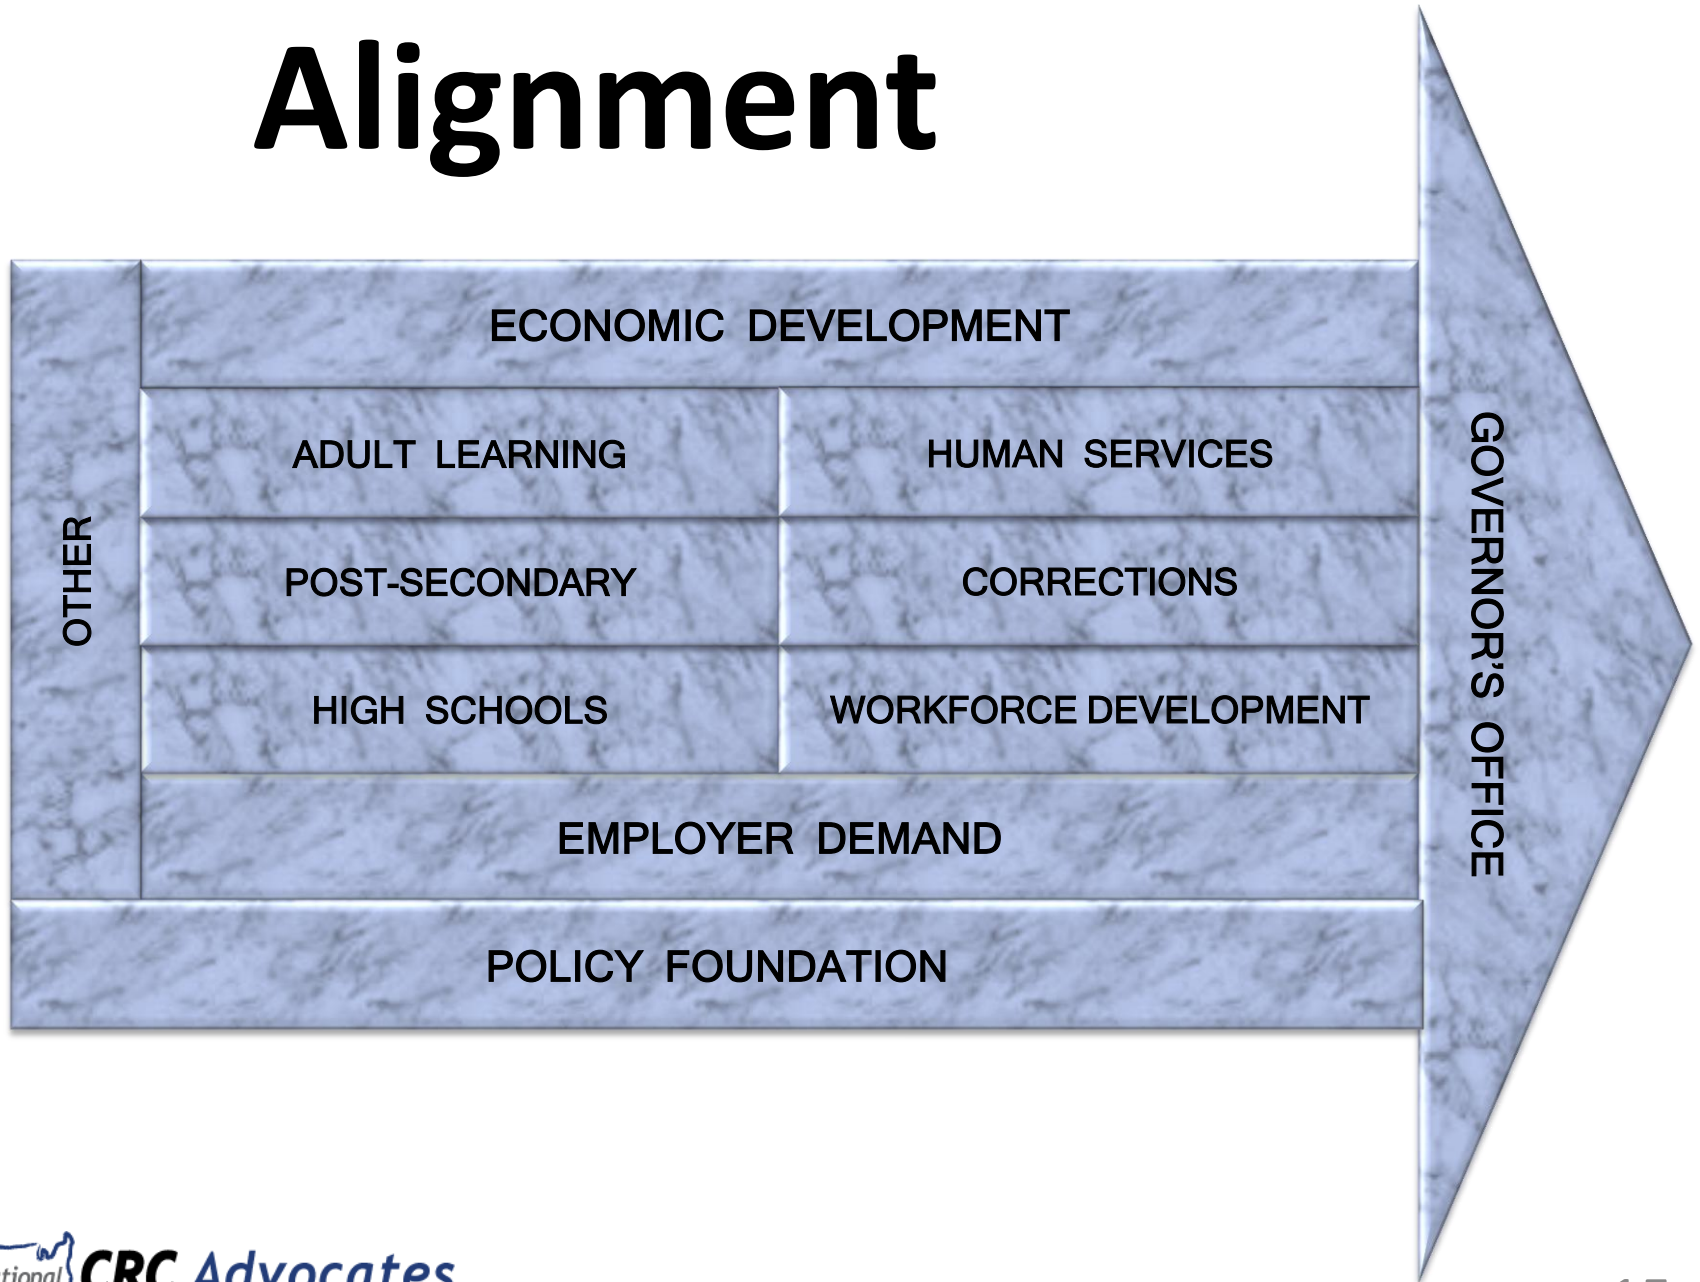 Alignment
ECONOMIC DEVELOPMENT
ADULT LEARNING
HUMAN SERVICES
OTHER
POST-SECONDARY
CORRECTIONS
HIGH SCHOOLS
WORKFORCE DEVELOPMENT
GOVERNOR'S OFFICE
EMPLOYER DEMAND
POLICY FOUNDATION
CRC Advocates